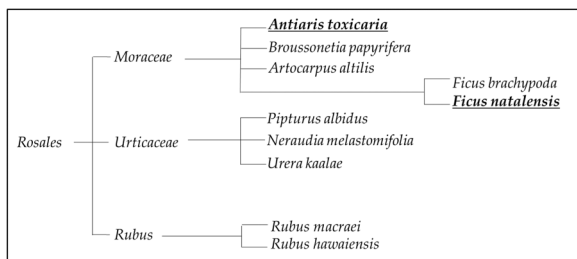 Antiaris toxicaria
Moraceae
Broussonetia papyrifera
Artocarpus altilis
Ficus brachypoda
Ficus natalensis
Pipturus albidus
Rosales
Urticaceae
Neraudia melastomifolia
Urera kaalae
Rubus
Rubus macraei
Rubus hawaiensis